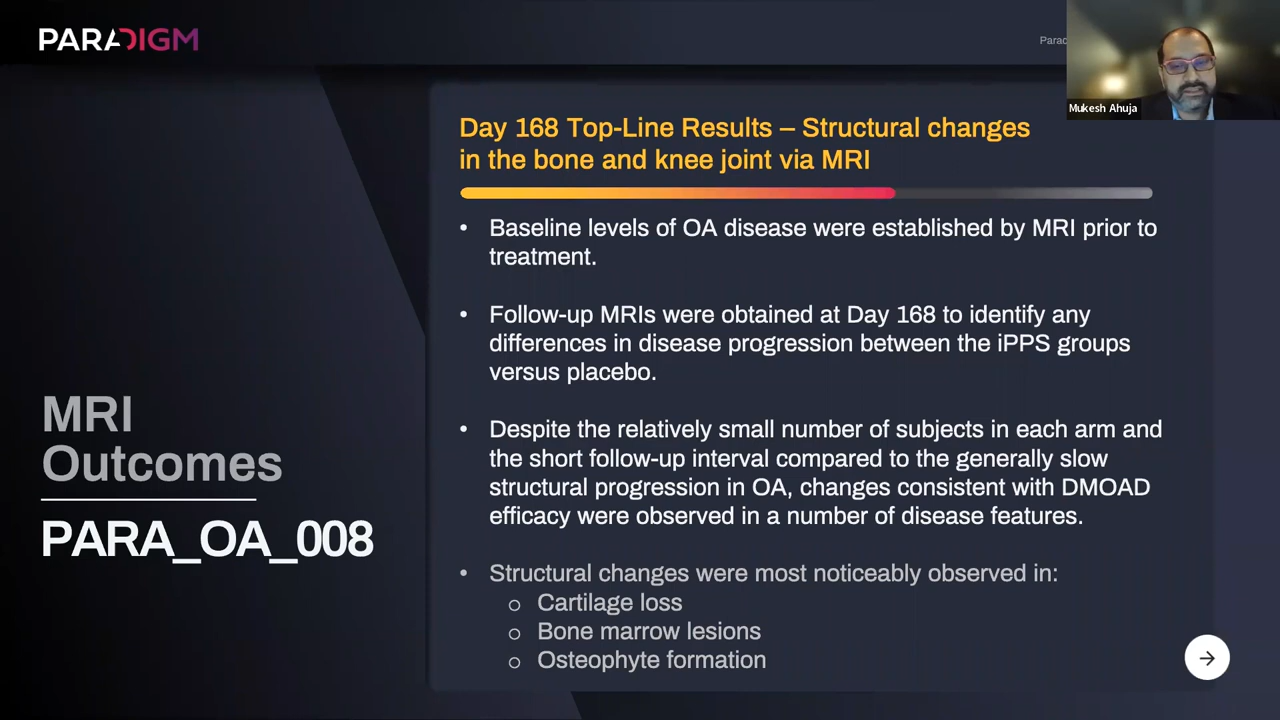 PARADIGM
Mukesh Ahuja
Day 168 Top-Line Results – Structural changes
in the bone and knee joint via MRI
• Baseline levels of OA disease were established by MRI prior to
treatment.
• Follow-up MRIs were obtained at Day 168 to identify any
differences in disease progression between the iPPS groups
versus placebo.
• Despite the relatively small number of subjects in each arm and
the short follow-up interval compared to the generally slow
structural progression in OA, changes consistent with DMOAD
efficacy were observed in a number of disease features.
• Structural changes were most noticeably observed in:
o Cartilage loss
o Bone marrow lesions
o Osteophyte formation
MRI
Outcomes
PARA_OA_008